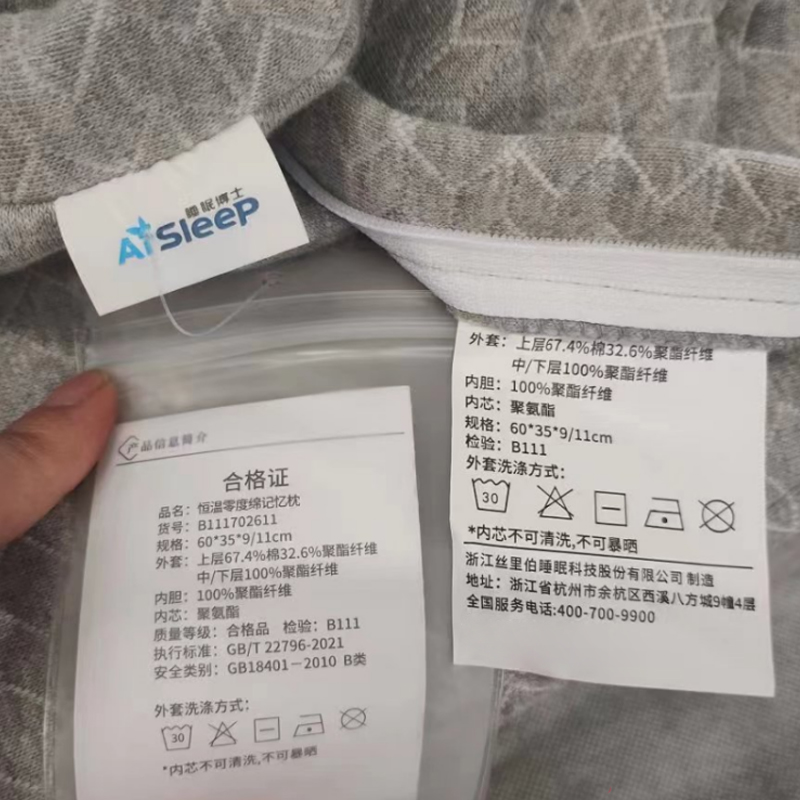 睡眠博士
AiSleep
产品信息简介
合格证
品名：恒温零度绵记忆枕
货号：B111702611
规格：60*35*9/11cm
外套：上层67.4%棉32.6%聚酯纤维
中/下层100%聚酯纤维
内胆：100%聚酯纤维
内芯：聚氨酯
质量等级：合格品 检验：B111
执行标准：GB/T 22796-2021
安全类别：GB18401－2010 B类
外套洗涤方式：
30
*内芯不可清洗,不可暴晒
外套：上层67.4%棉32.6%聚酯纤维
中/下层100%聚酯纤维
内胆：100%聚酯纤维
内芯：聚氨酯
规格：60*35*9/11cm
检验：B111
外套洗涤方式：
30
*内芯不可清洗,不可暴晒
浙江丝里伯睡眠科技股份有限公司 制造
地址：浙江省杭州市余杭区西溪八方城9幢4层
全国服务电话:400-700-9900